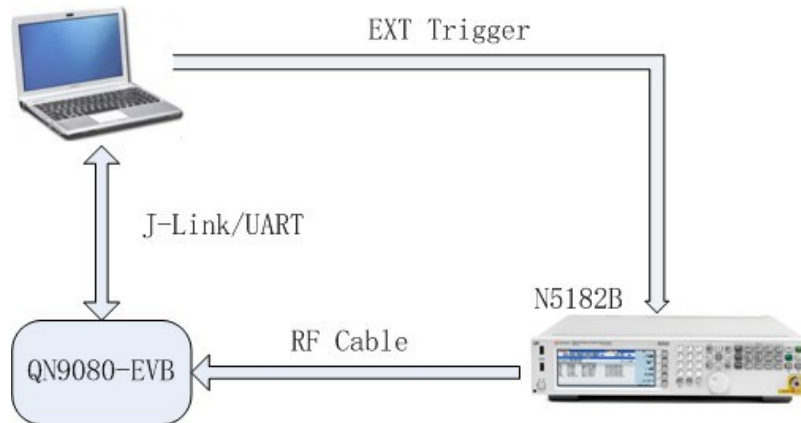 EXT Trigger
J-Link/UART
N5182B
RF Cable
QN9080-EVB